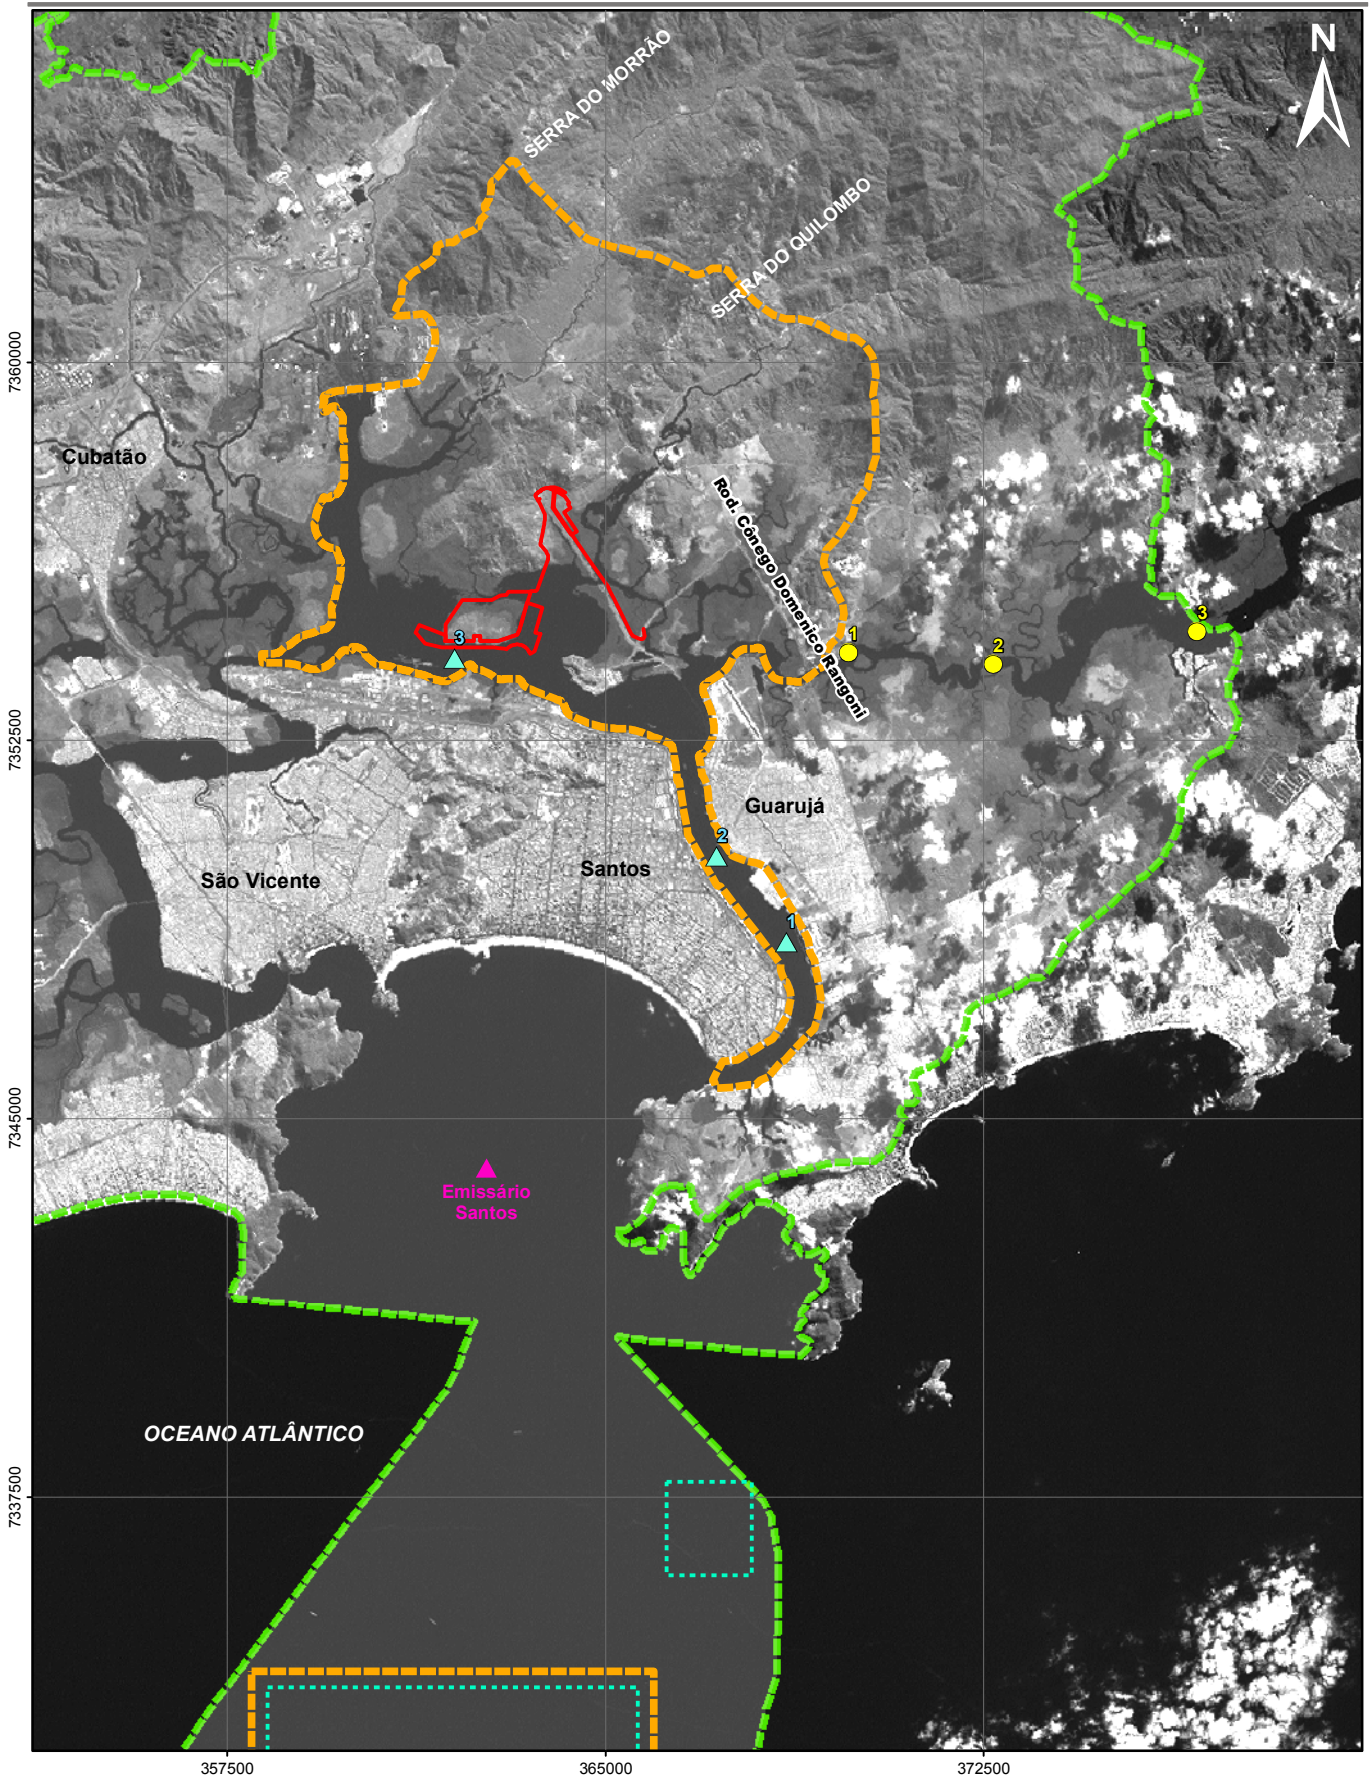 N
SERRA DO MORRÃO
SERRA DO QUILOMBO
7360000
Cubatão
Rod. Cônego Domenico Rangoni
3
1
2
3
7352500
Guarujá
2
Santos
São Vicente
1
7345000
Emissário
Santos
OCEANO ATLÂNTICO
7337500
357500
365000
372500